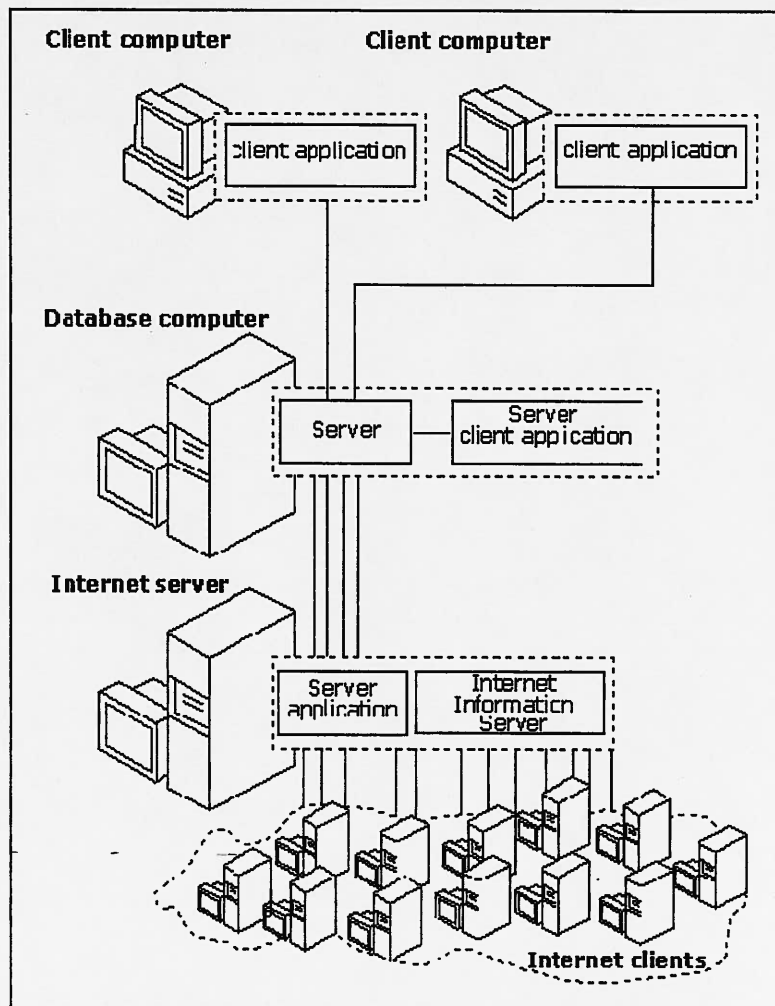 Client computer
Client computer
client application
client application
Database computer
Server
Server
client appication
Internet server
Server
application
Internet
Information
Server
Internet clients